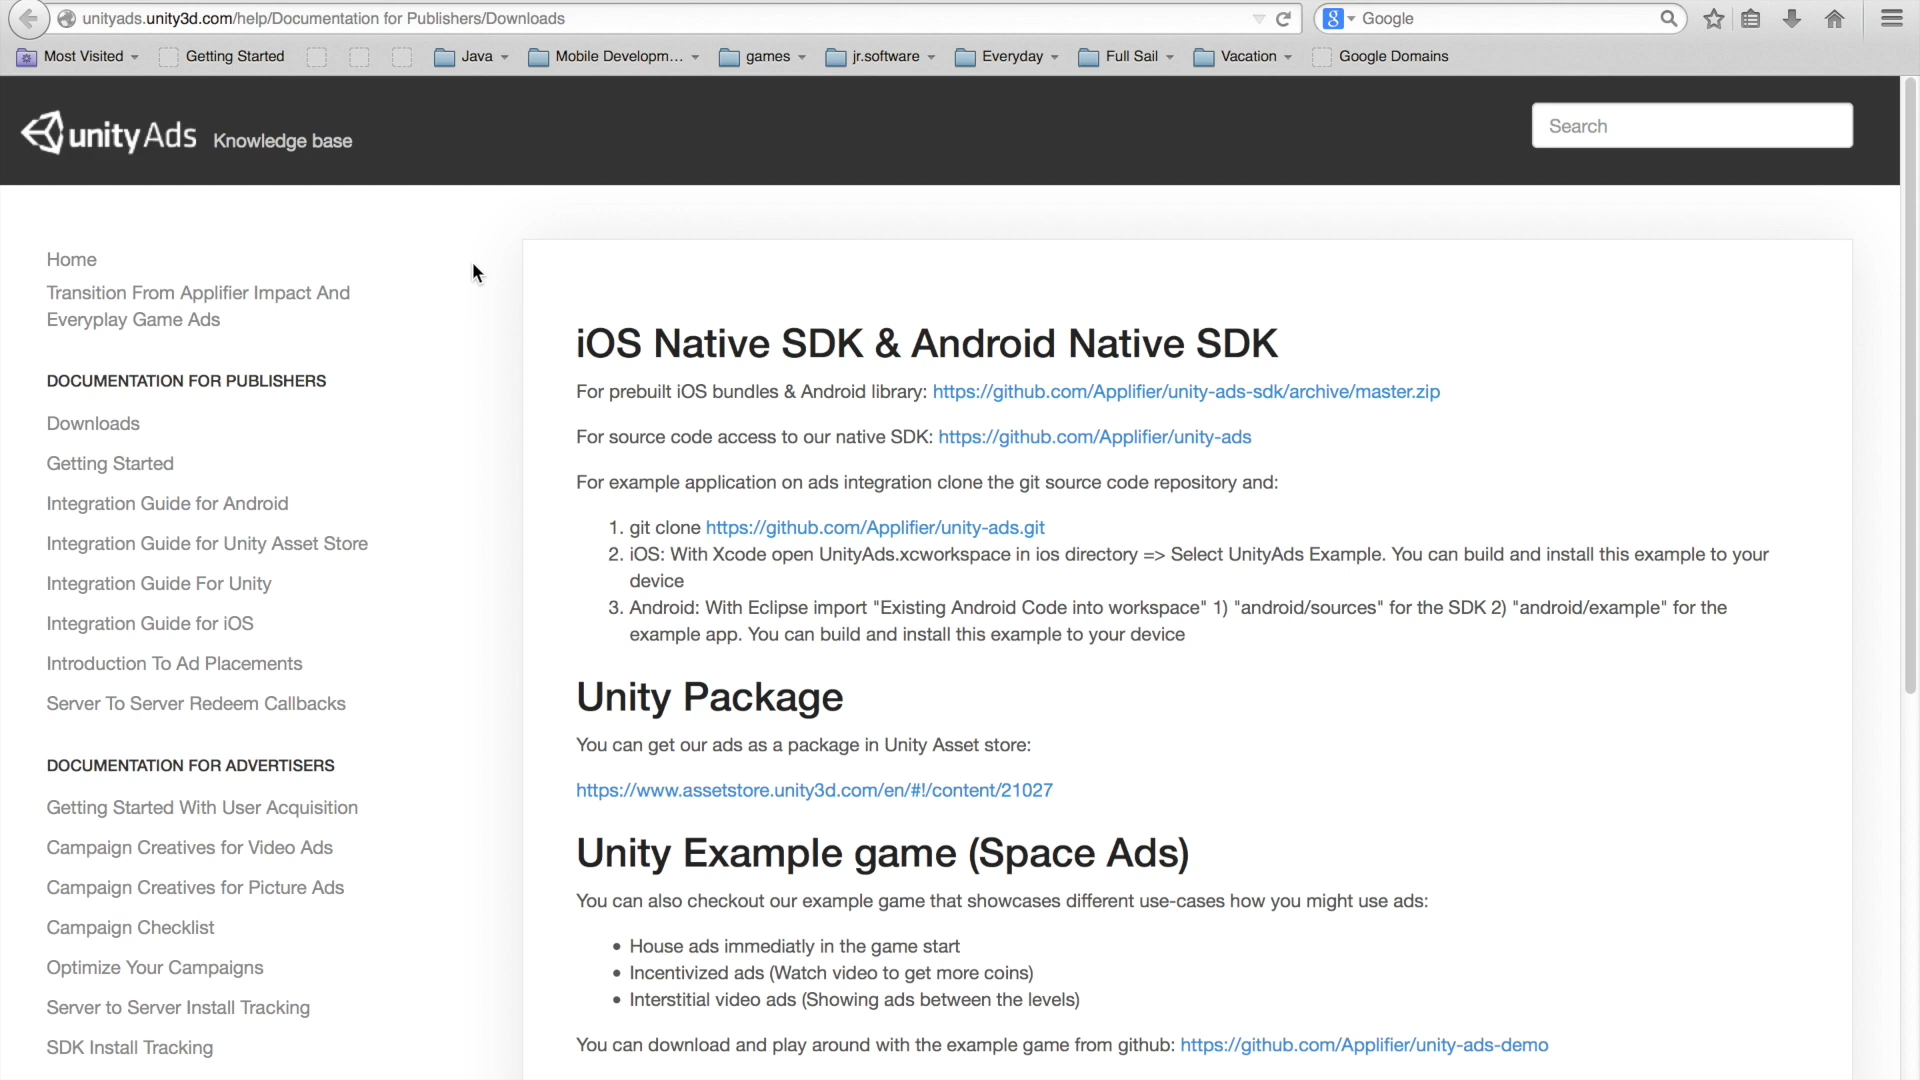 unityads.unity3d.com/help/Documentation for Publishers/Downloads
Google
Most Visited
Getting Started
Java
Mobile Developm...
games
jr.software
Everyday
Full Sail
Vacation
Google Domains
unityAds Knowledge base
Search
Home
Transition From Applifier Impact And
Everyplay Game Ads
DOCUMENTATION FOR PUBLISHERS
Downloads
Getting Started
Integration Guide for Android
Integration Guide for Unity Asset Store
Integration Guide For Unity
Integration Guide for iOS
Introduction To Ad Placements
Server To Server Redeem Callbacks
DOCUMENTATION FOR ADVERTISERS
Getting Started With User Acquisition
Campaign Creatives for Video Ads
Campaign Creatives for Picture Ads
Campaign Checklist
Optimize Your Campaigns
Server to Server Install Tracking
SDK Install Tracking
iOS Native SDK & Android Native SDK
For prebuilt iOS bundles & Android library: https://github.com/Applifier/unity-ads-sdk/archive/master.zip
For source code access to our native SDK: https://github.com/Applifier/unity-ads
For example application on ads integration clone the git source code repository and:
1. git clone https://github.com/Applifier/unity-ads.git
2. iOS: With Xcode open UnityAds.xcworkspace in ios directory => Select UnityAds Example. You can build and install this example to your
device
3. Android: With Eclipse import "Existing Android Code into workspace" 1) "android/sources" for the SDK 2) "android/example" for the
example app. You can build and install this example to your device
Unity Package
You can get our ads as a package in Unity Asset store:
https://www.assetstore.unity3d.com/en/#!/content/21027
Unity Example game (Space Ads)
You can also checkout our example game that showcases different use-cases how you might use ads:
• House ads immediatly in the game start
• Incentivized ads (Watch video to get more coins)
• Interstitial video ads (Showing ads between the levels)
You can download and play around with the example game from github: https://github.com/Applifier/unity-ads-demo